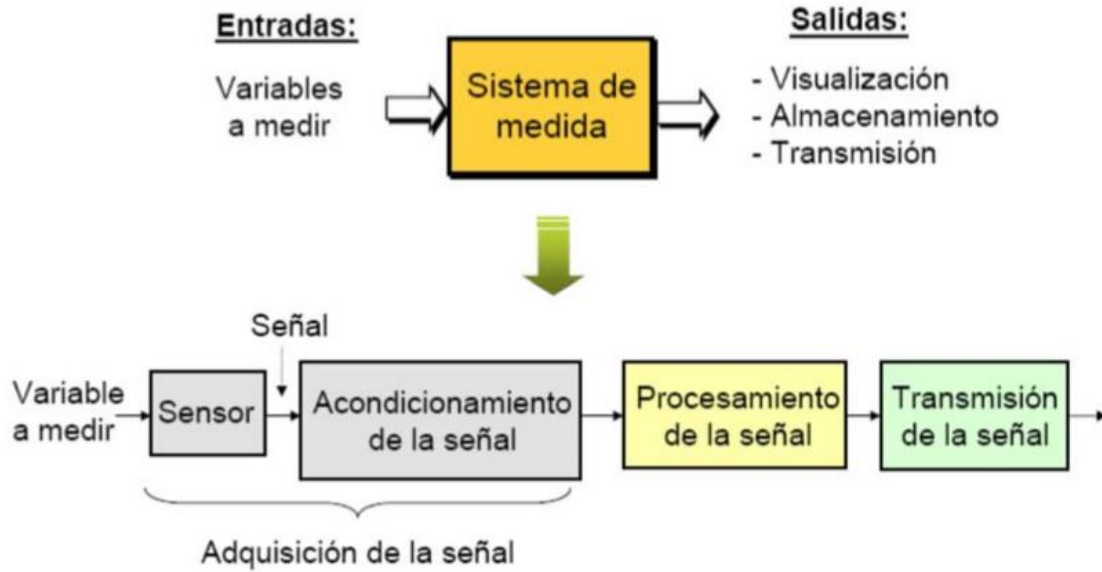 Entradas:
Variables
a medir
Sistema de
medida
Salidas:
- Visualización
- Almacenamiento
- Transmisión
Señal
Variable
a medir
Sensor
Acondicionamiento
de la señal
Procesamiento
de la señal
Transmisión
de la señal
Adquisición de la señal